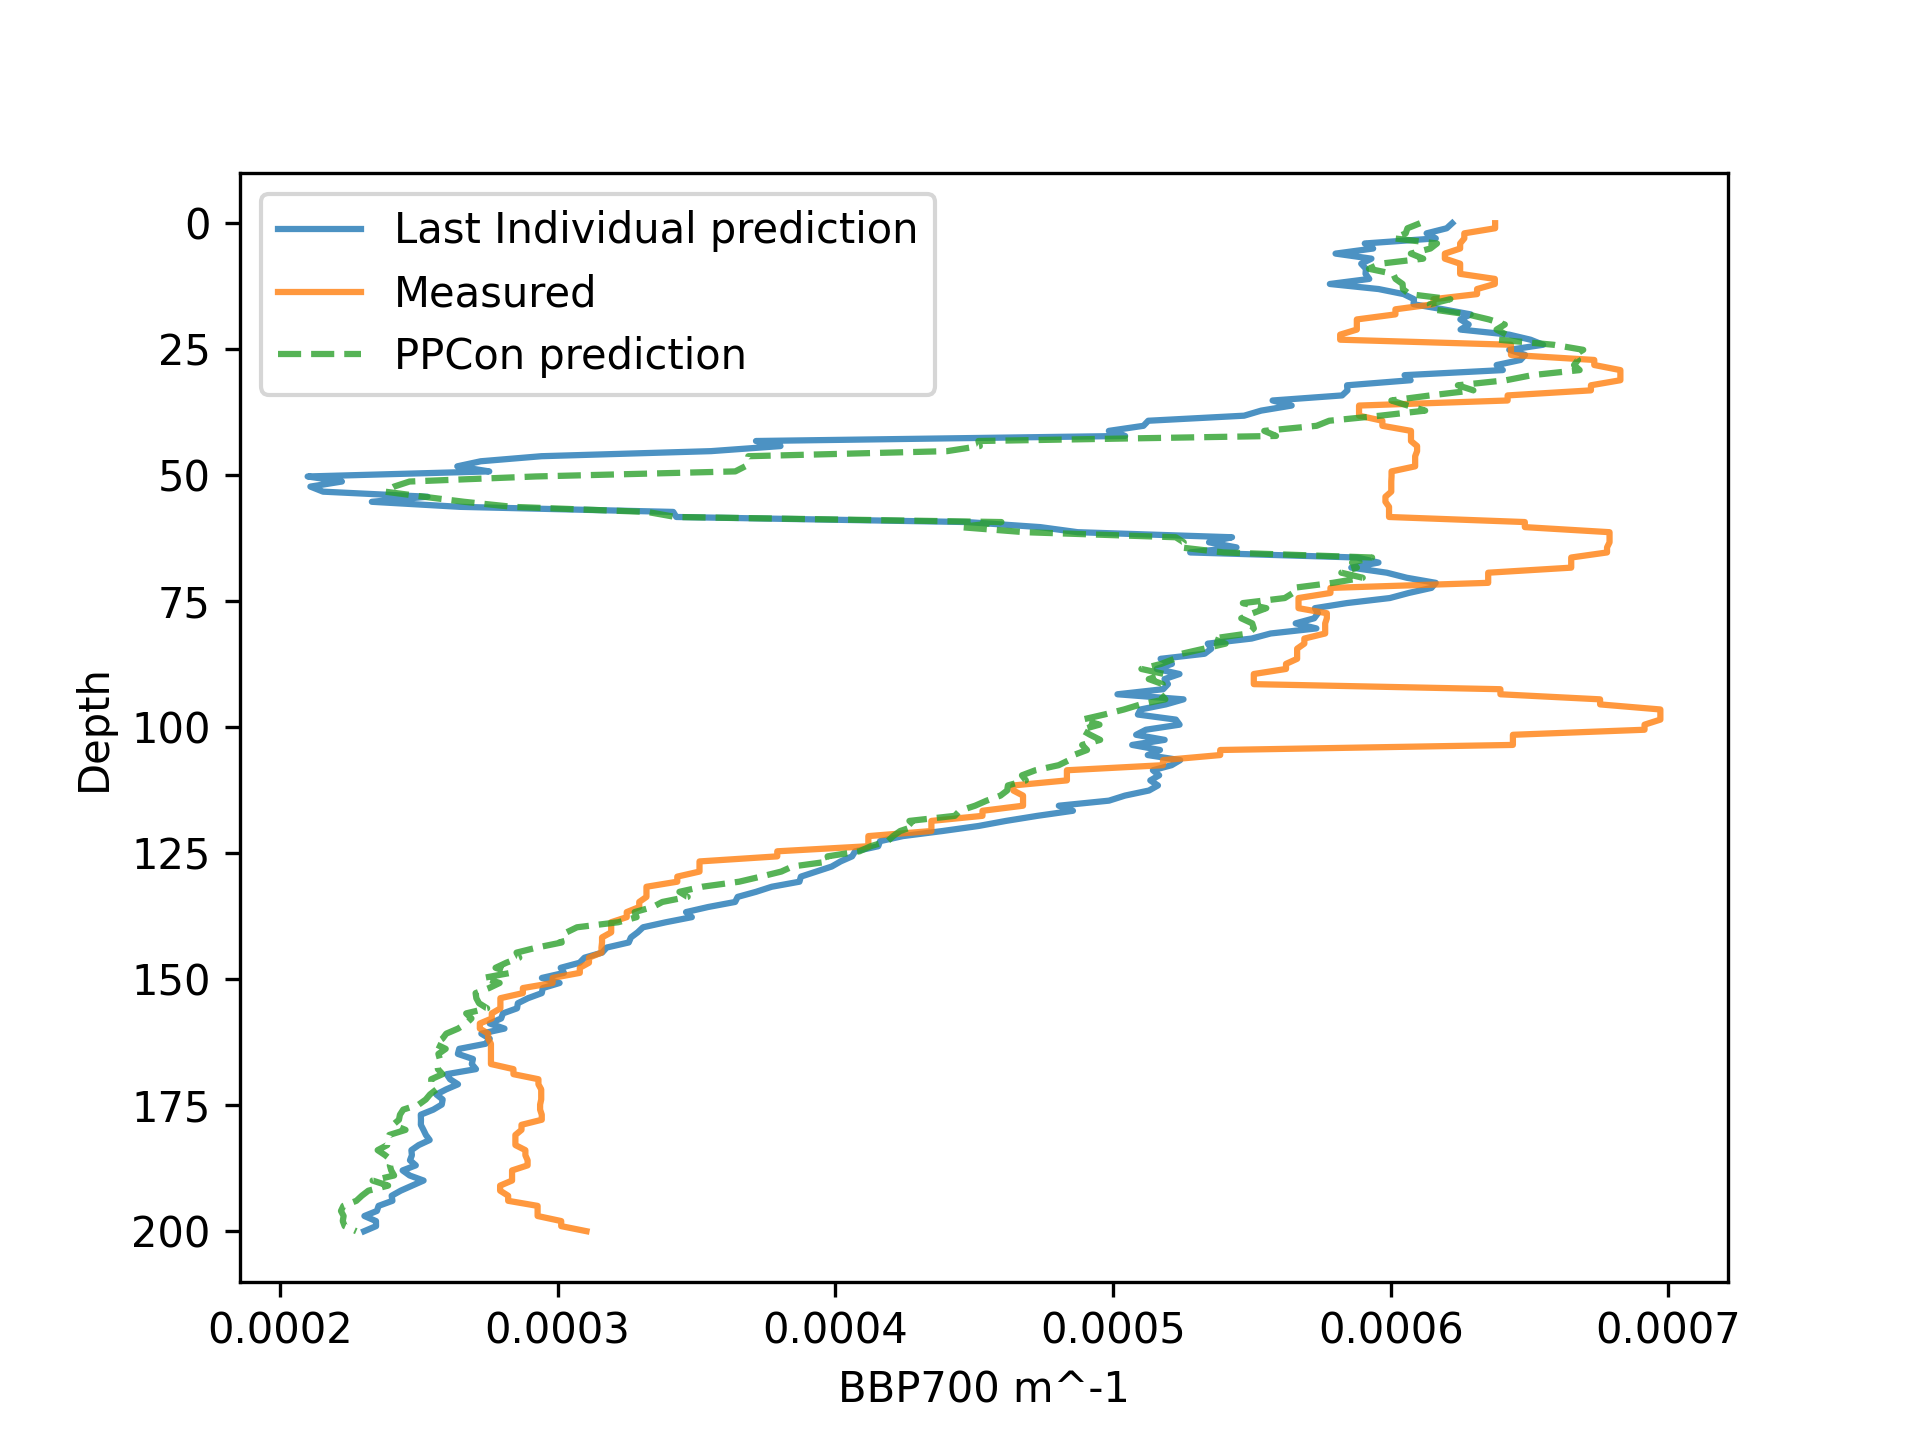 Last Individual prediction
Measured
PPCon prediction
0
25
50
75
100
125
150
175
200
Depth
0.0002 0.0003 0.0004 0.0005 0.0006 0.0007
BBP700 m^-1